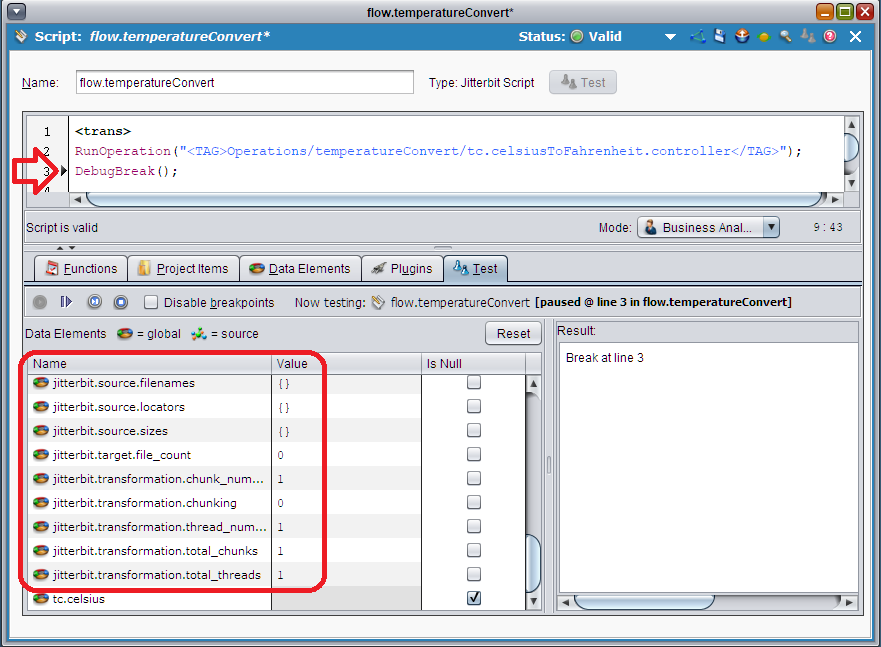 flow.temperatureConvert*
Script: flow.temperatureConvert* Status: Valid
Name: flow.temperatureConvert Type: Jitterbit Script Test
1 <trans>
2 RunOperation("<TAG>Operations/temperatureConvert/tc.celsiusToFahrenheit.controller</TAG>");
3 DebugBreak();
4
Script is valid Mode: Business Anal... 9:43
Functions Project Items Data Elements Plugins Test
Disable breakpoints Now testing: flow.temperatureConvert [paused @ line 3 in flow.temperatureConvert]
Data Elements = global = source Reset Result:
Name Value Is Null
Break at line 3
jitterbit.source.filenames {}
jitterbit.source.locators {}
jitterbit.source.sizes {}
jitterbit.target.file_count 0
jitterbit.transformation.chunk_num... 1
jitterbit.transformation.chunking 0
jitterbit.transformation.thread_num... 1
jitterbit.transformation.total_chunks 1
jitterbit.transformation.total_threads 1
tc.celsius